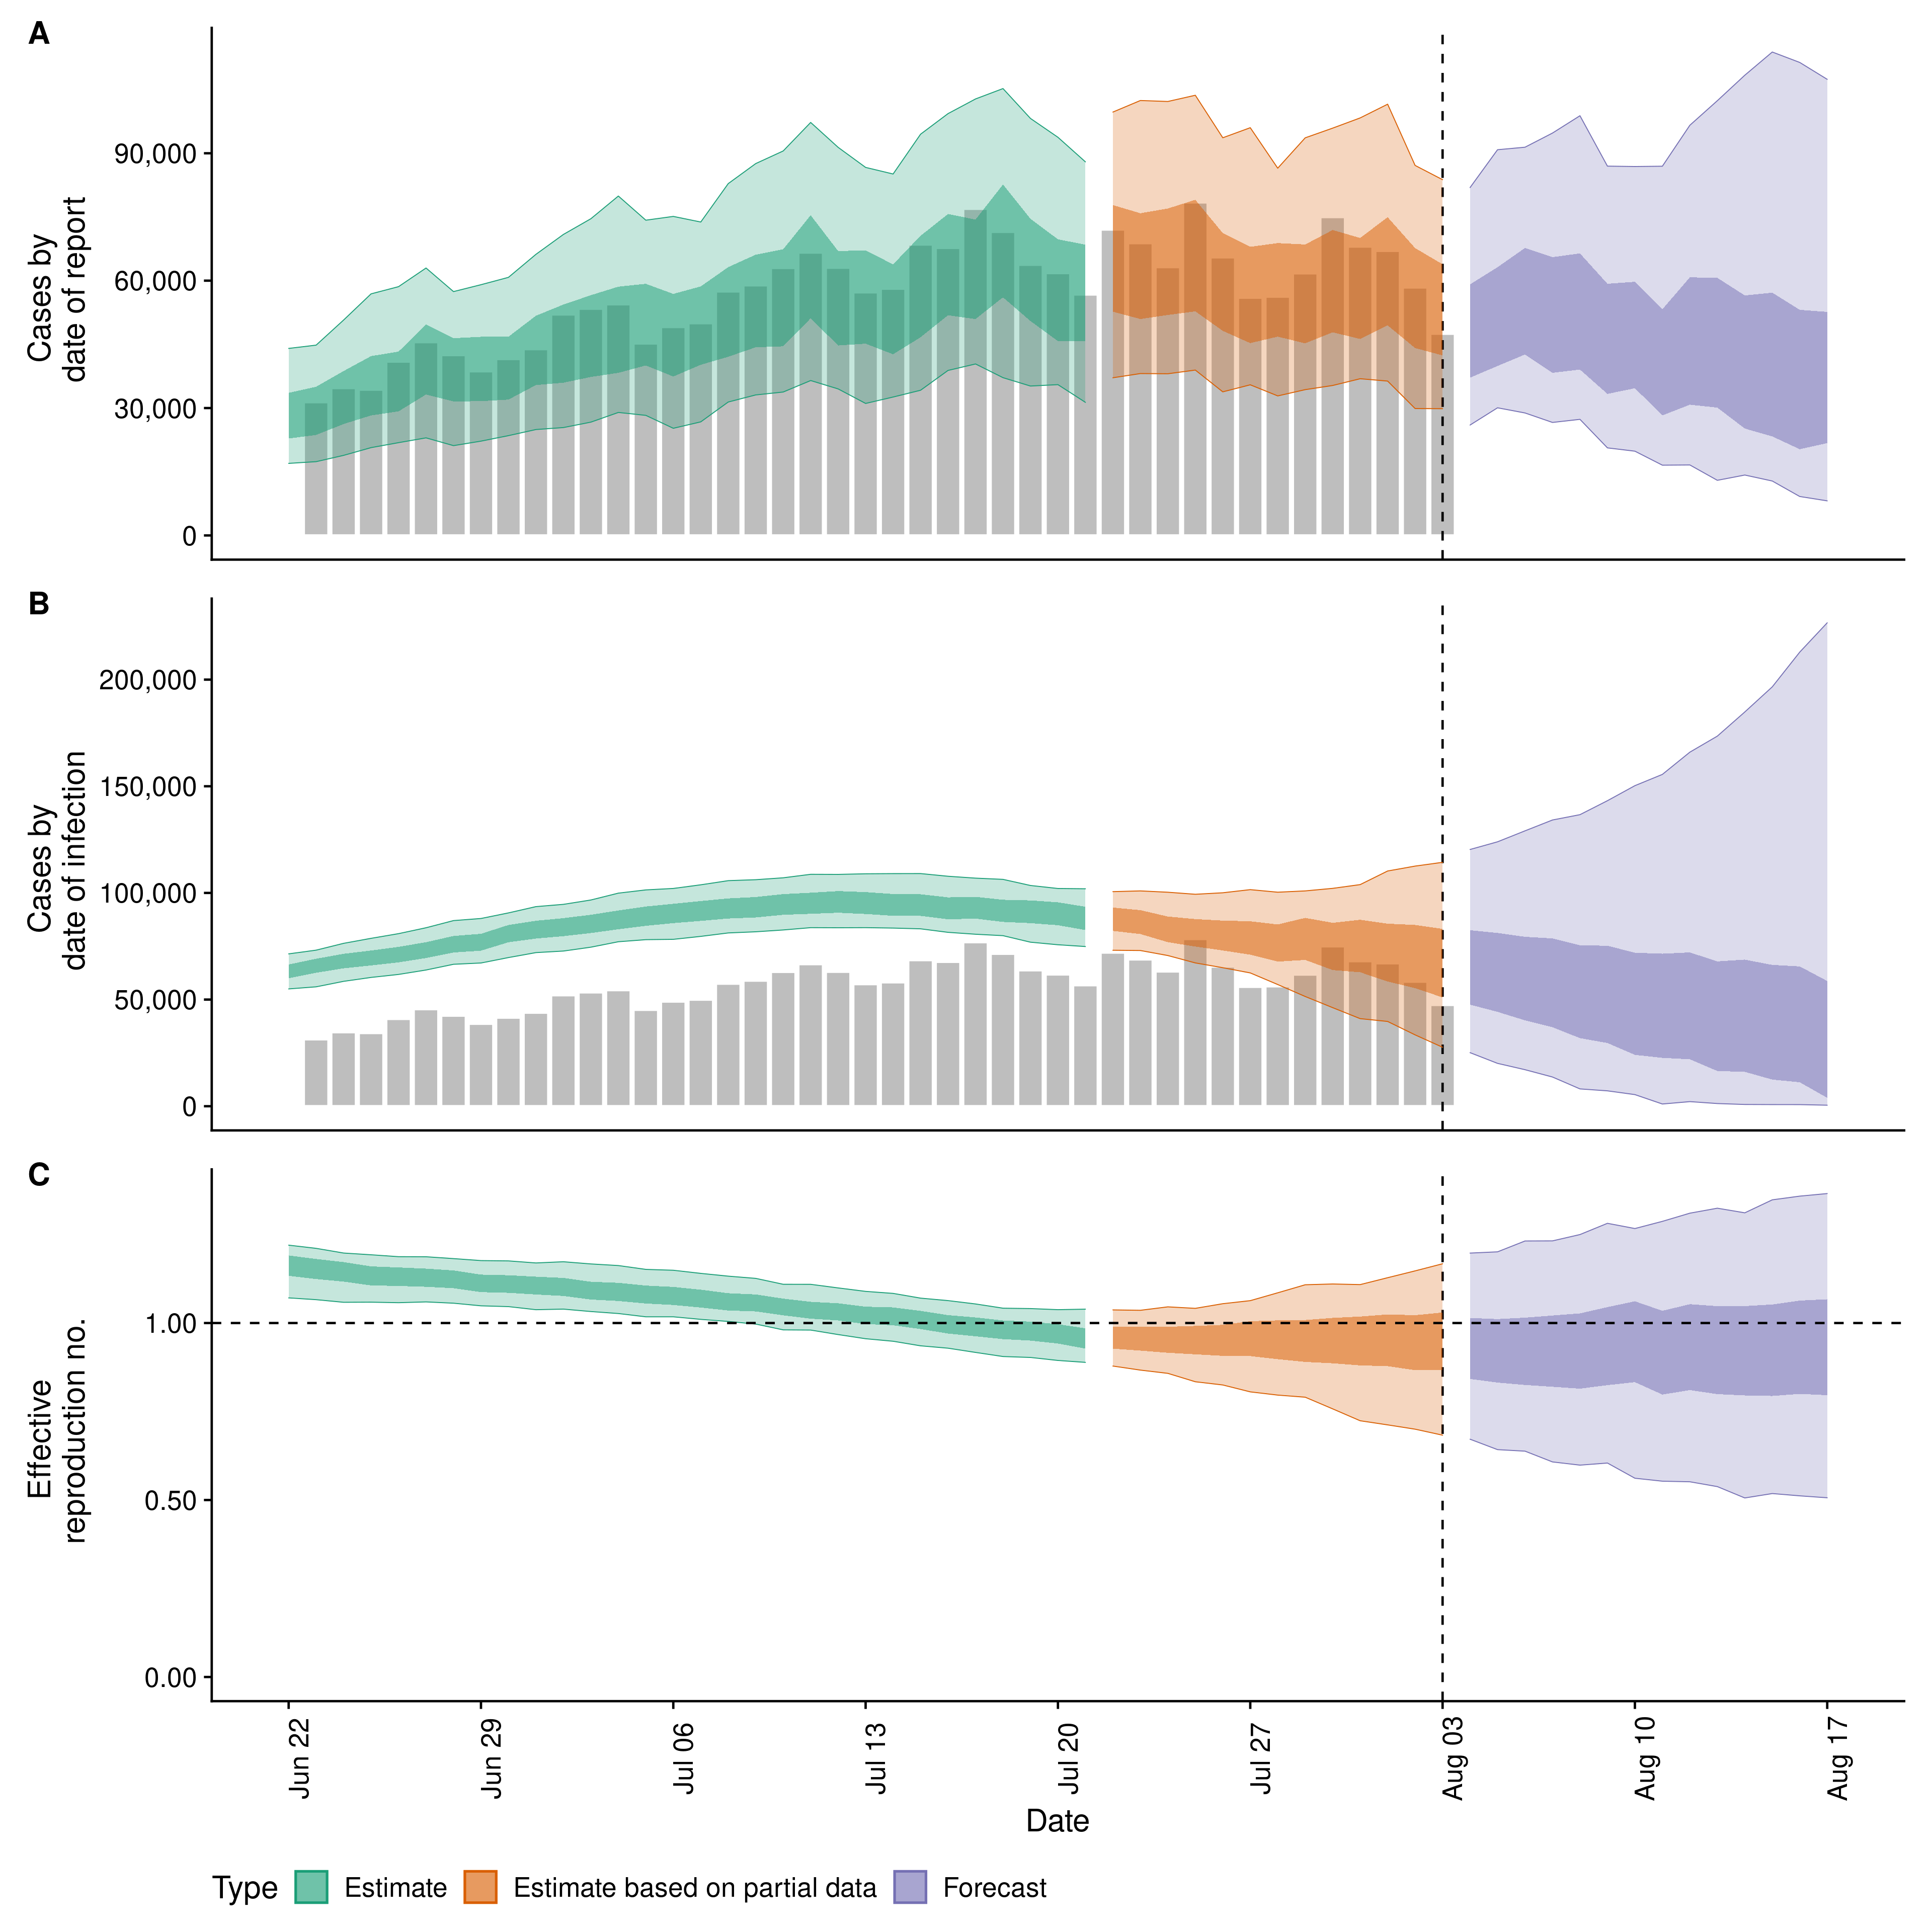 A
Cases by
date of report
90,000
60,000
30,000
0
B
Cases by
date of infection
200,000
150,000
100,000
50,000
0
C
Effective
reproduction no.
1.00
0.50
0.00
Jun 22
Jun 29
Jul 06
Jul 13
Jul 20
Jul 27
Aug 03
Aug 10
Aug 17
Date
Type Estimate Estimate based on partial data Forecast